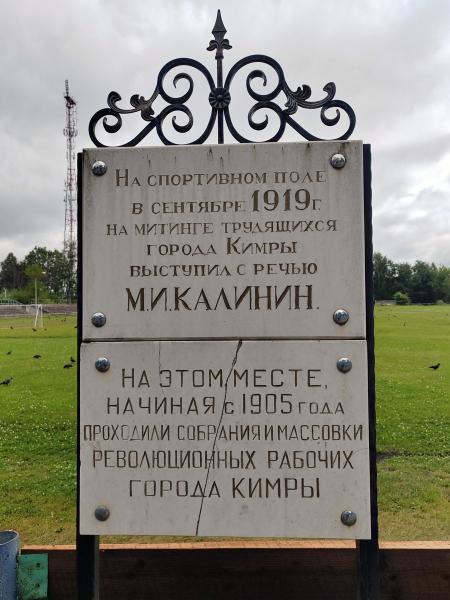 На спортивном поле
в сентябре 1919г.
на митинге трудящихся
города Кимры
выступил с речью
М.И.Калинин.
На этом месте,
начиная с 1905 года
проходили собрания и массовки
революционных рабочих
города Кимры